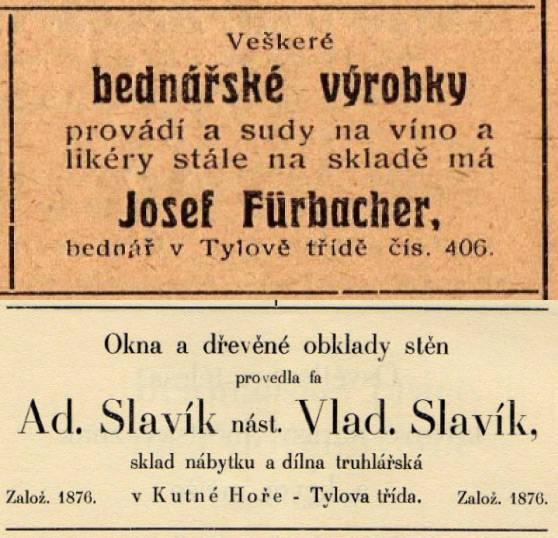 Veškeré
bednářské výrobky
provádí a sudy na víno a
likéry stále na skladě má
Josef Fürbacher,
bednář v Tylově třídě čís. 406.
Okna a dřevěné obklady stěn
provedla fa
Ad. Slavík nást. Vlad. Slavík,
sklad nábytku a dílna truhlářská
Založ. 1876. v Kutné Hoře - Tylova třída. Založ. 1876.